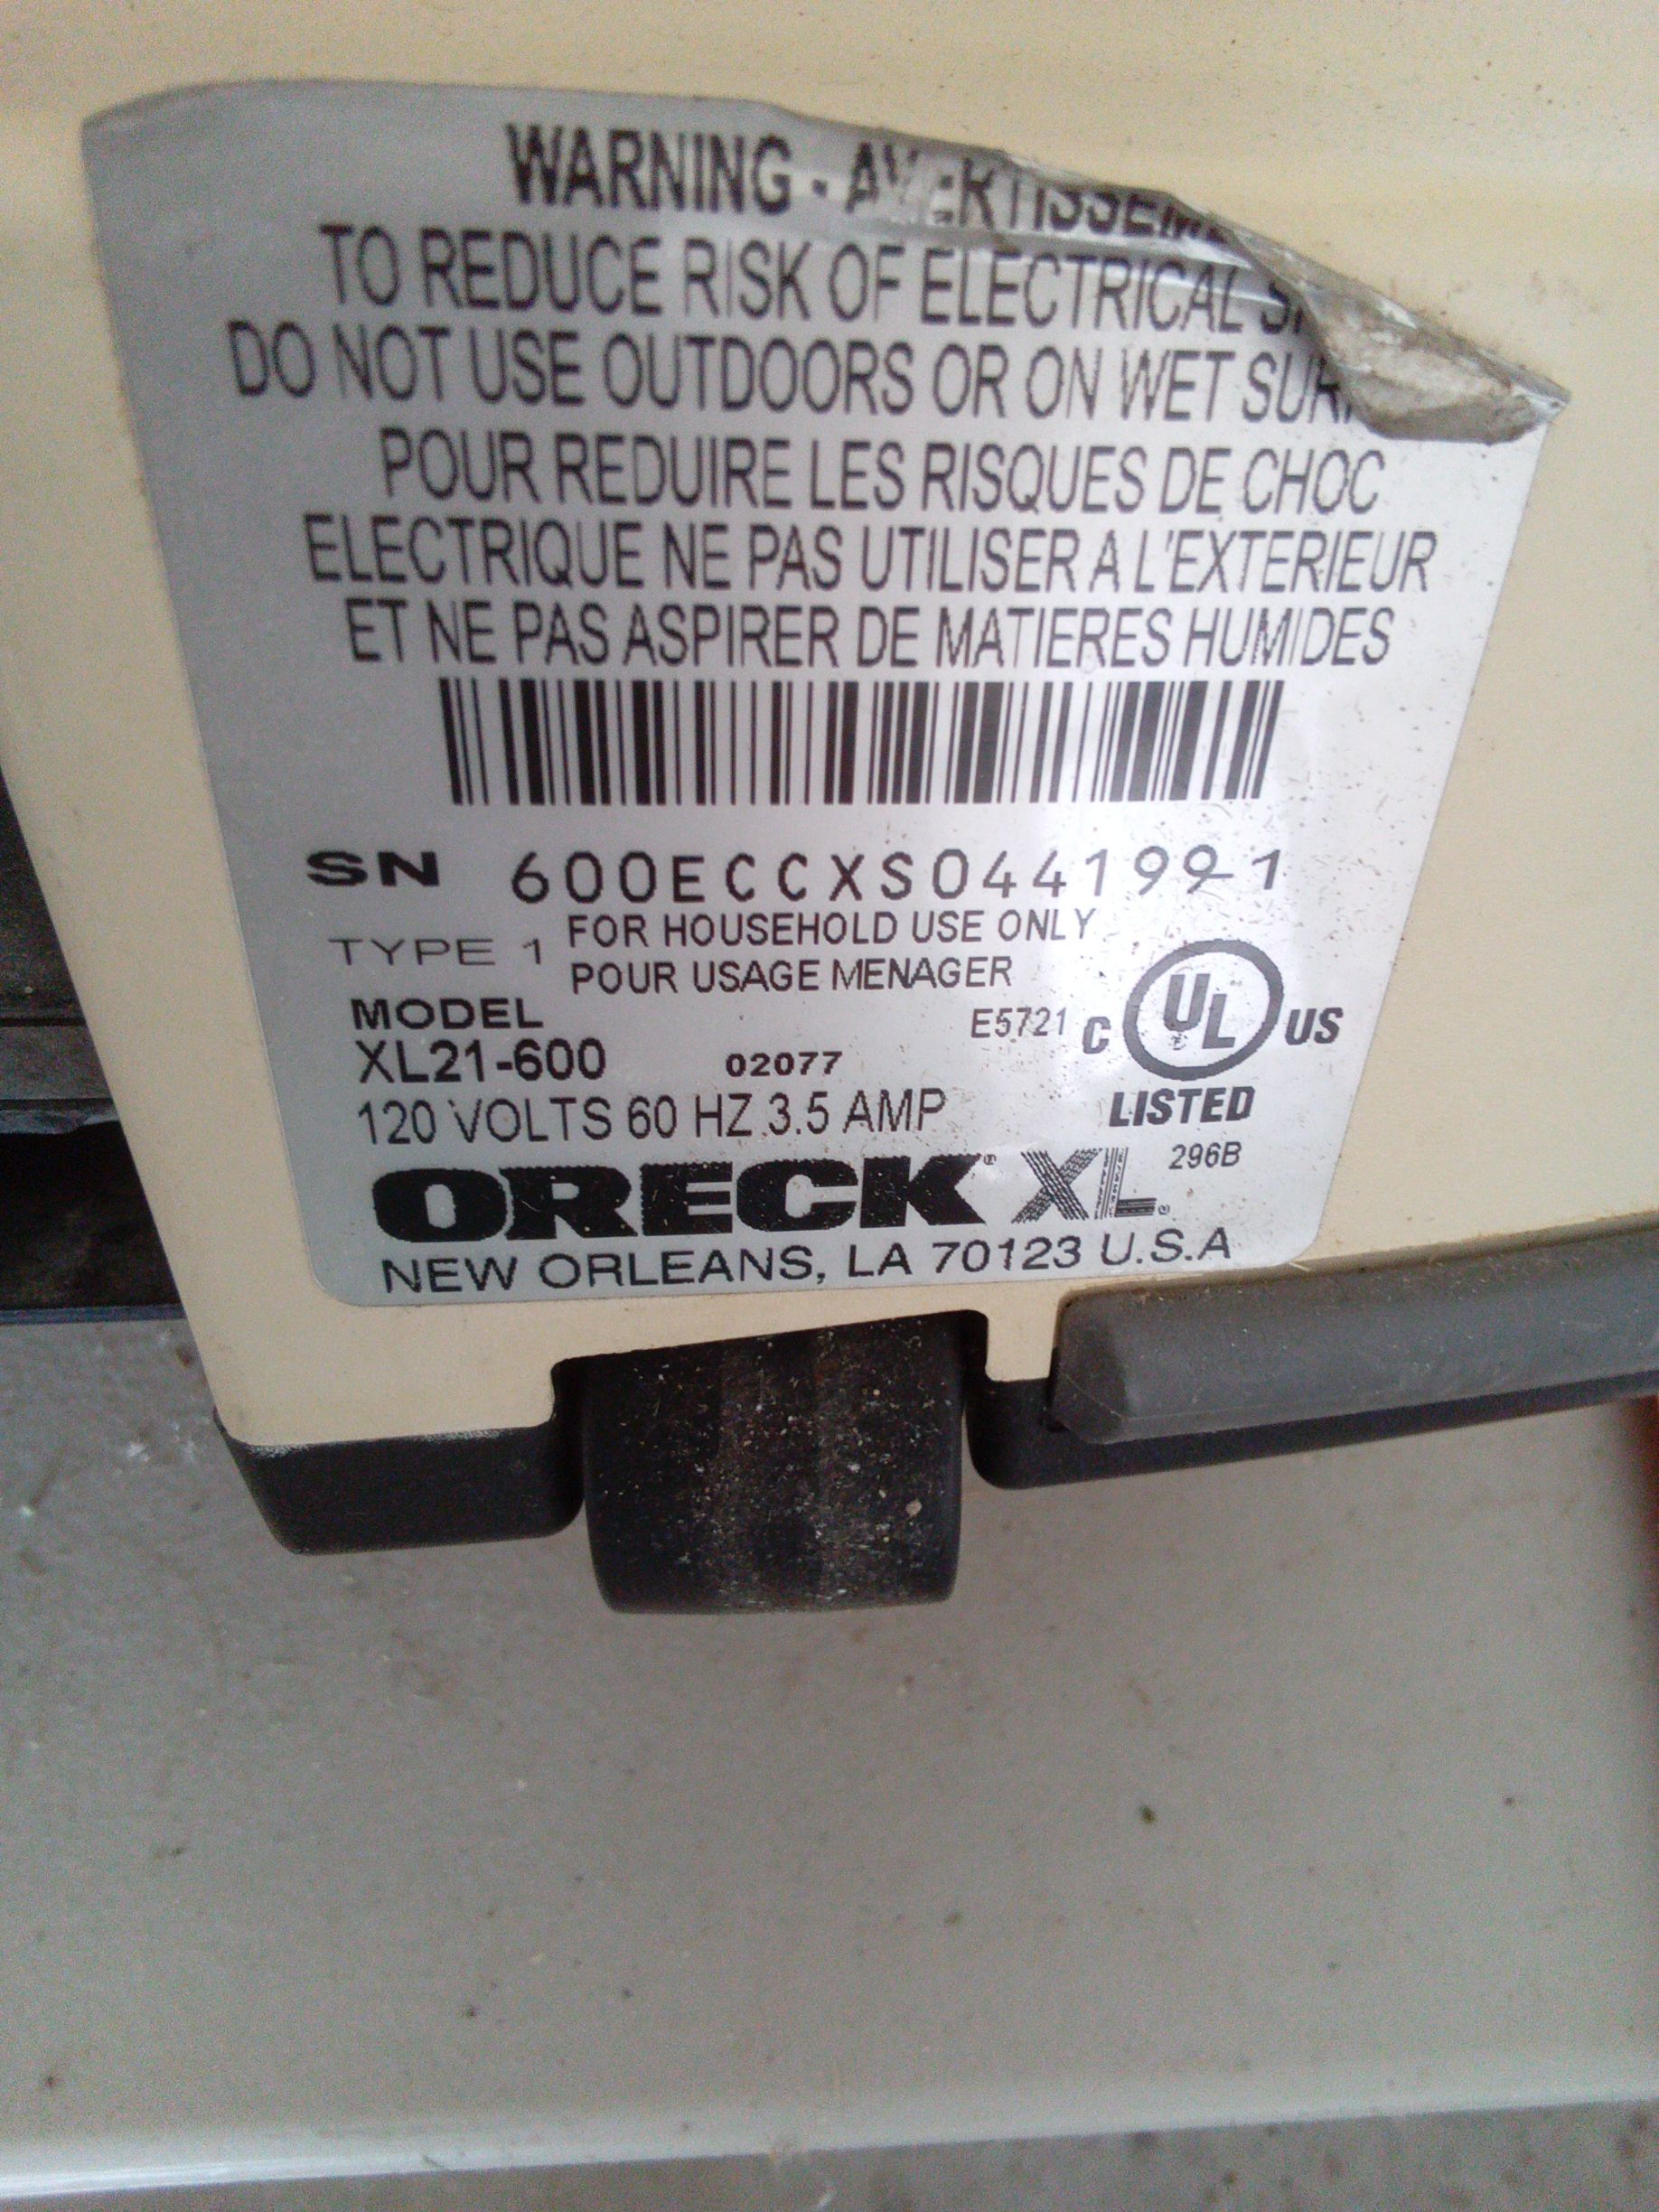 WARNING - AVERTISSEM
TO REDUCE RISK OF ELECTRICAL
DO NOT USE OUTDOORS OR ON WET
POUR REDUIRE LES RISQUES DE CHOC
ELECTRIQUE NE PAS UTILISER A L'EXTERIEUR
ET NE PAS ASPIRER DE MATIERES HUMIDES
SN 600ECCXS0441991
TYPE 1
FOR HOUSEHOLD USE ONLY
POUR USAGE MENAGER
MODEL
XL21-600
02077
E5721
C UL US
LISTED
296B
120 VOLTS 60 HZ 3.5 AMP
ORECK® XL®
NEW ORLEANS, LA 70123 U.S.A